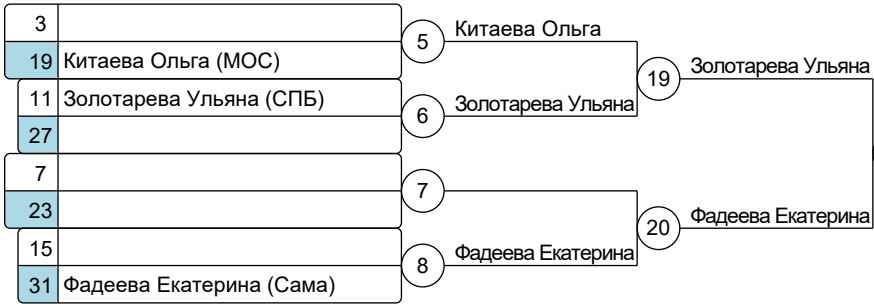 3
19 Китаева Ольга (МОС)
5
Китаева Ольга
11 Золотарева Ульяна (СПБ)
27
6
Золотарева Ульяна
19
Золотарева Ульяна
7
23
7
15
31 Фадеева Екатерина (Сама)
8
Фадеева Екатерина
20
Фадеева Екатерина